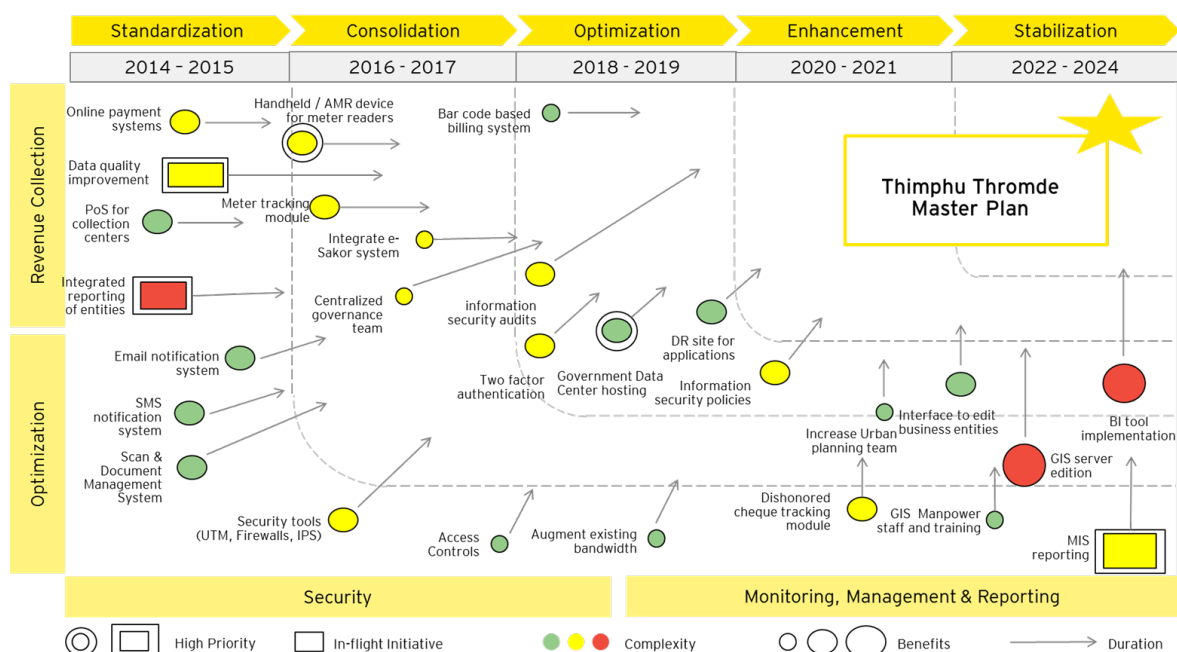 Standardization
Consolidation
Optimization
Enhancement
Stabilization
2014 - 2015
2016 - 2017
2018 - 2019
2020 - 2021
2022 - 2024
Revenue Collection
Optimization
Online payment
systems
Handheld / AMR device
for meter readers
Bar code based
billing system
Data quality
improvement
Thimphu Thromde
Master Plan
PoS for
collection
centers
Meter tracking
module
Integrate e-
Sakor system
Integrated
reporting
of entities
Centralized
governance
team
information
security audits
Email notification
system
Two factor
authentication
Government Data
Center hosting
DR site for
applications
Information
security policies
SMS
notification
system
Increase Urban
planning team
Interface to edit
business entities
BI tool
implementation
Scan &
Document
Management
System
GIS server
edition
Security tools
(UTM, Firewalls, IPS)
Access
Controls
Augment existing
bandwidth
Dishonored
cheque tracking
module
GIS Manpower
staff and training
MIS
reporting
Security
Monitoring, Management & Reporting
High Priority
In-flight Initiative
Complexity
Benefits
Duration